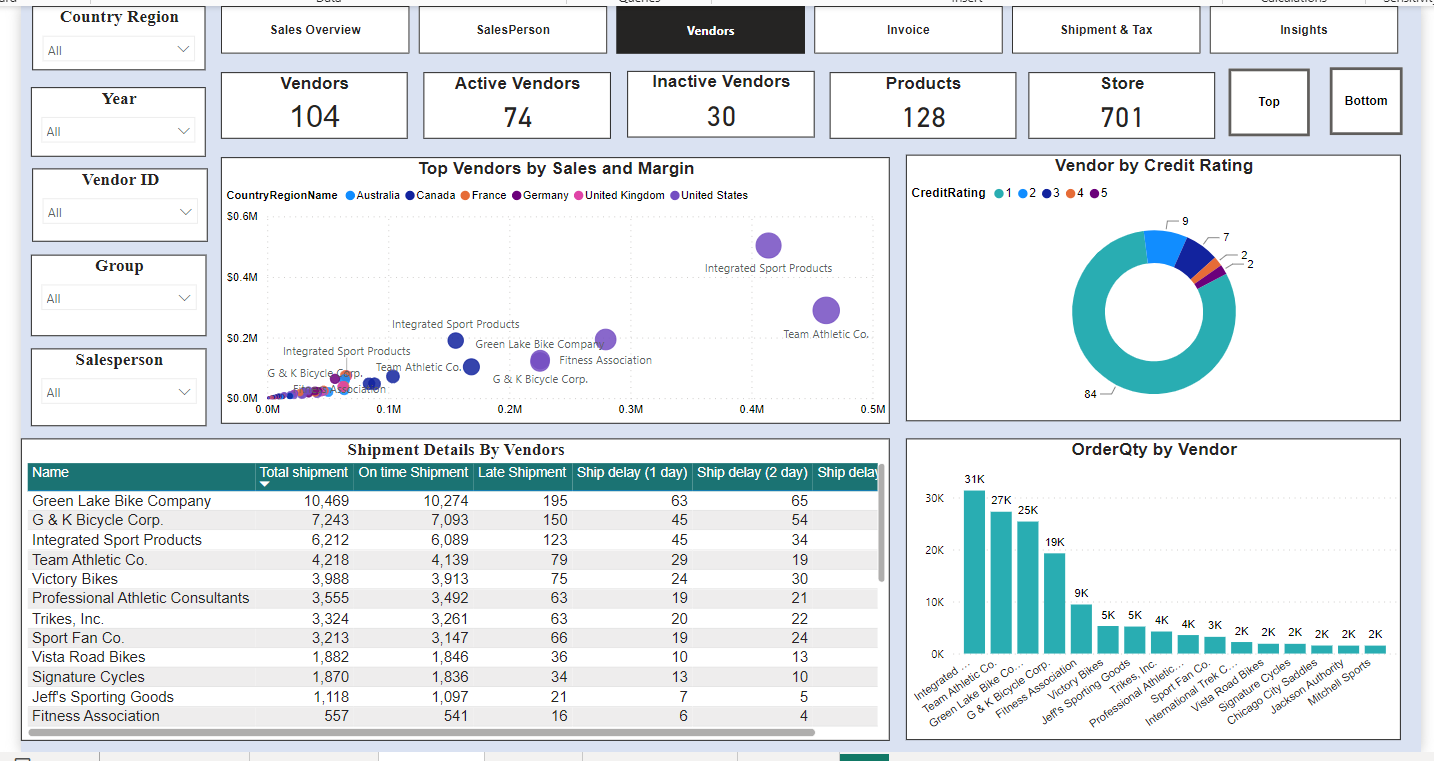 Country Region
All
Year
All
Vendor ID
All
Group
All
Salesperson
All
Sales Overview
SalesPerson
Vendors
Invoice
Shipment & Tax
Insights
Vendors
104
Active Vendors
74
Inactive Vendors
30
Products
128
Store
701
Top
Bottom
Top Vendors by Sales and Margin
CountryRegionName Australia Canada France Germany United Kingdom United States
$0.6M
$0.4M
$0.2M
$0.0M
0.0M 0.1M 0.2M 0.3M 0.4M 0.5M
Integrated Sport Products
Team Athletic Co.
Integrated Sport Products
Green Lake Bike Company
Integrated Sport Products
Fitness Association
G & K Bicycle Corp.
Team Athletic Co.
G & K Bicycle Corp.
Fitness Association
Vendor by Credit Rating
CreditRating 1 2 3 4 5
9
7
2
2
84
Shipment Details By Vendors
Name Total shipment On time Shipment Late Shipment Ship delay (1 day) Ship delay (2 day) Ship delay
Green Lake Bike Company 10,469 10,274 195 63 65
G & K Bicycle Corp. 7,243 7,093 150 45 54
Integrated Sport Products 6,212 6,089 123 45 34
Team Athletic Co. 4,218 4,139 79 29 19
Victory Bikes 3,988 3,913 75 24 30
Professional Athletic Consultants 3,555 3,492 63 19 21
Trikes, Inc. 3,324 3,261 63 20 22
Sport Fan Co. 3,213 3,147 66 19 24
Vista Road Bikes 1,882 1,846 36 10 13
Signature Cycles 1,870 1,836 34 13 10
Jeff's Sporting Goods 1,118 1,097 21 7 5
Fitness Association 557 541 16 6 4
OrderQty by Vendor
30K
20K
10K
0K
31K 27K 25K 19K 9K 5K 5K 4K 4K 3K 2K 2K 2K 2K 2K 2K
Integrated ...
Team Athletic Co.
Green Lake Bike Co...
G & K Bicycle Corp.
Fitness Association
Victory Bikes
Jeff's Sporting Goods
Trikes, Inc.
Professional Athletic...
Sport Fan Co.
International Trek C...
Vista Road Bikes
Signature Cycles
Chicago City Saddles
Jackson Authority
Mitchell Sports